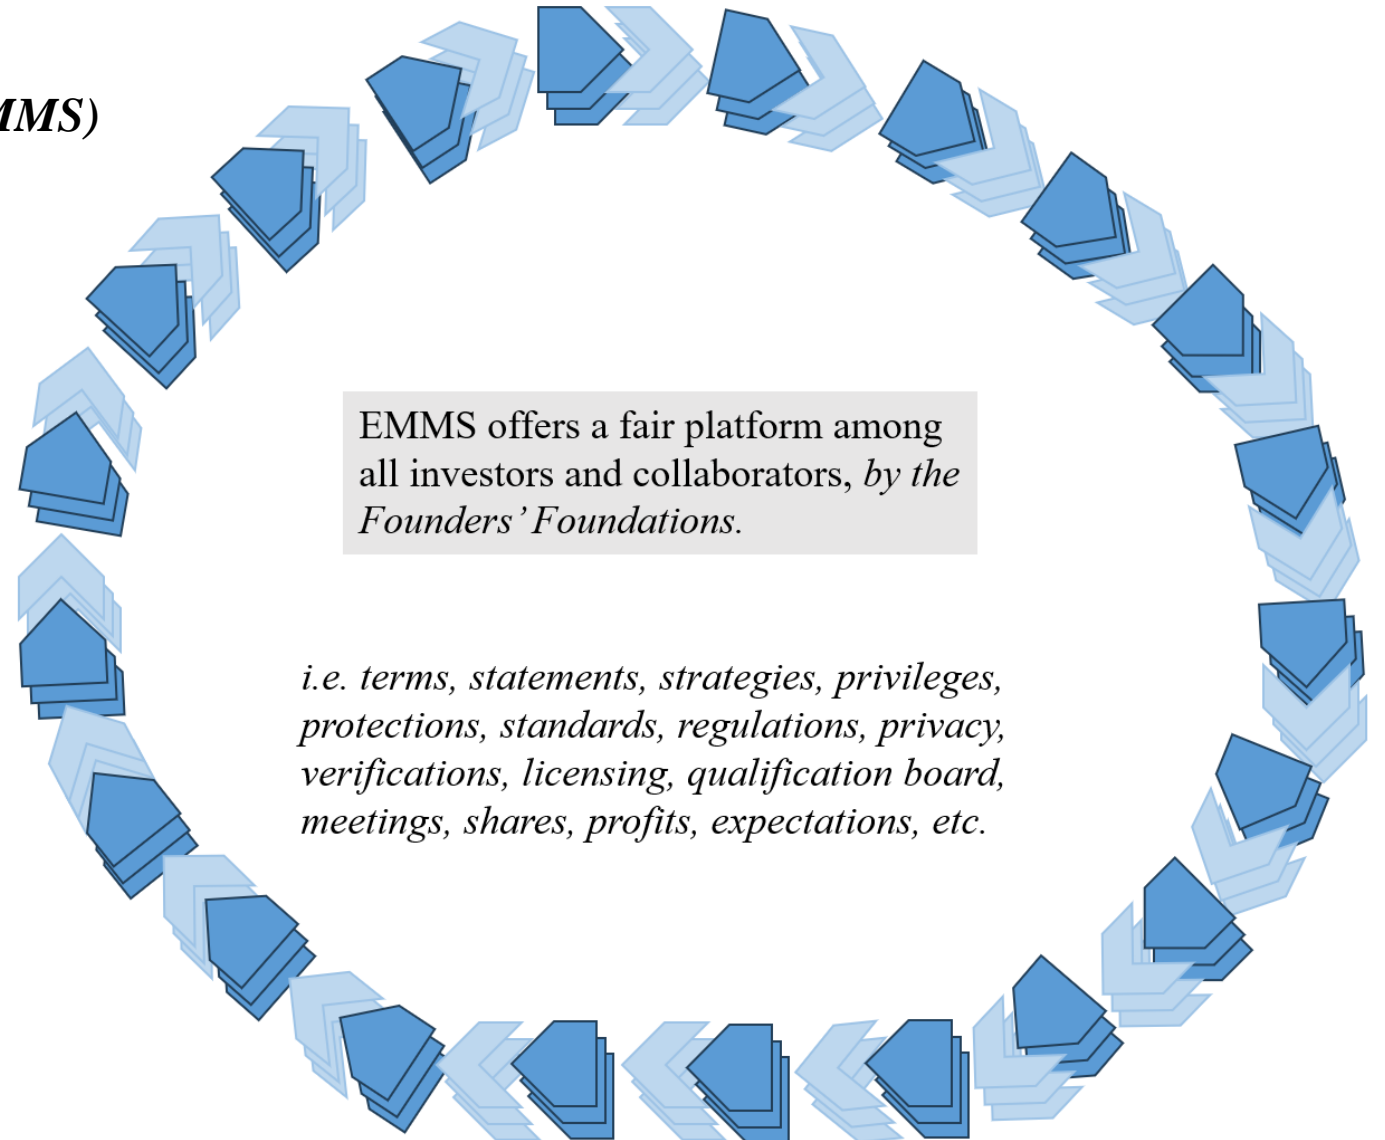 MMS)
EMMS offers a fair platform among
all investors and collaborators, by the
Founders’ Foundations.
i.e. terms, statements, strategies, privileges,
protections, standards, regulations, privacy,
verifications, licensing, qualification board,
meetings, shares, profits, expectations, etc.